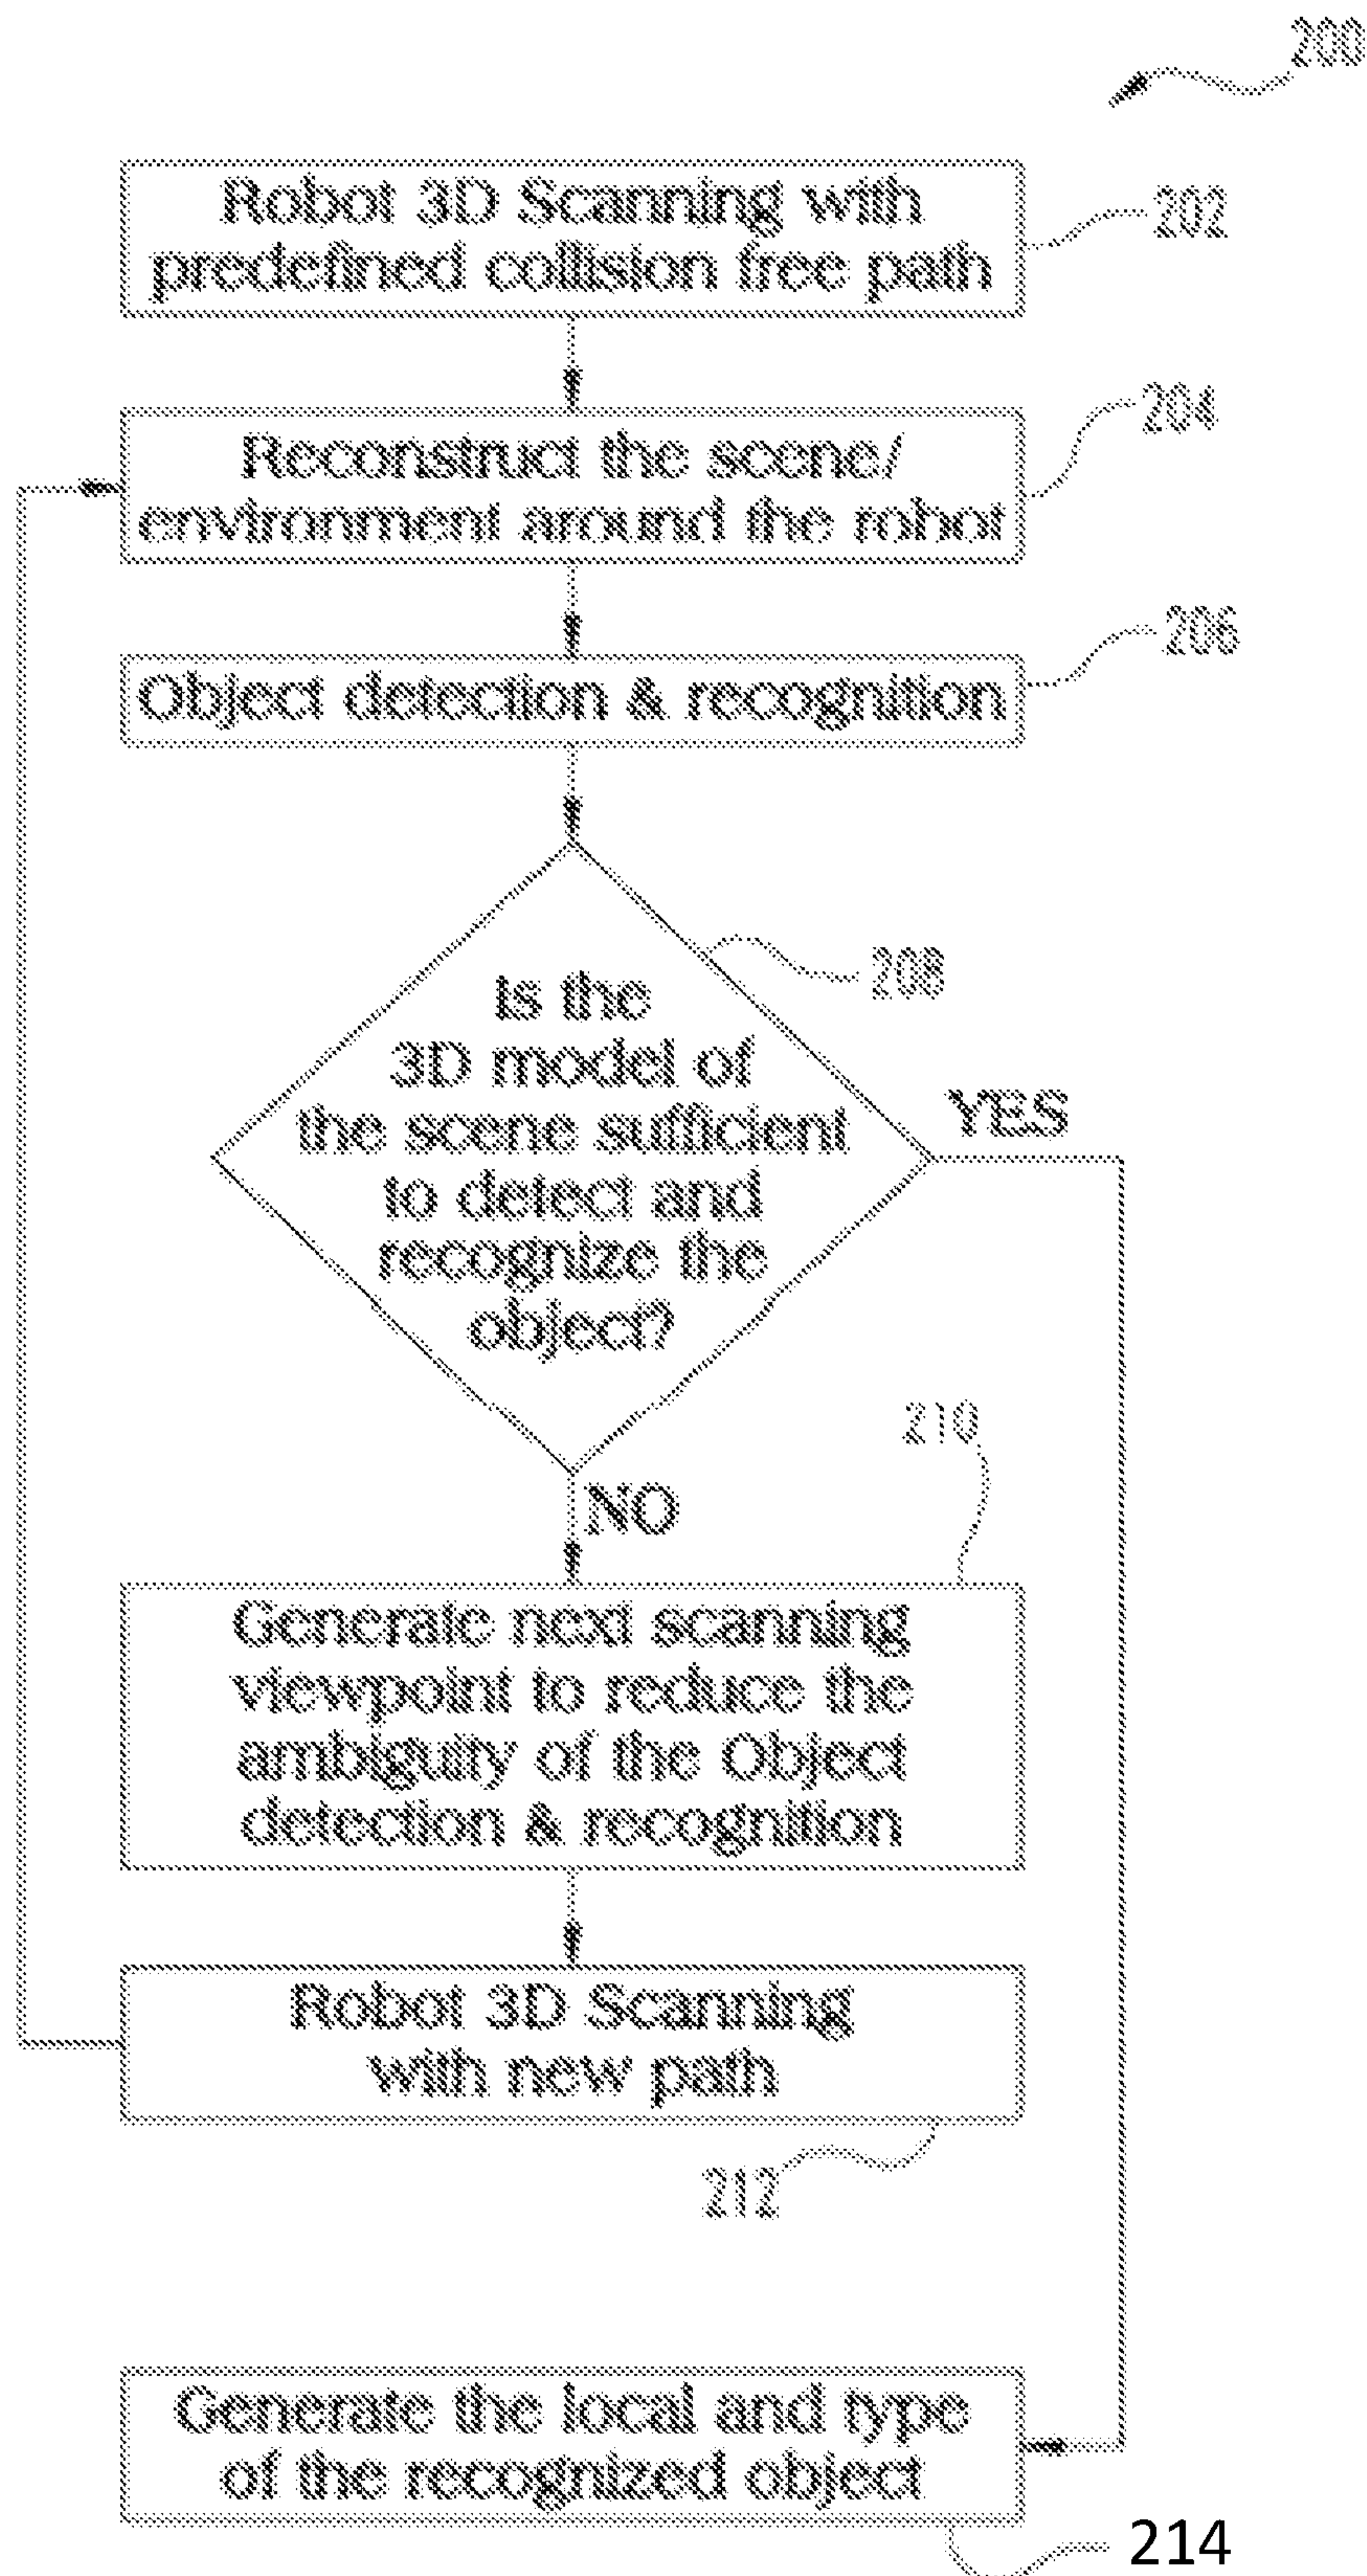 200
Robot 3D Scanning with
predefined collision free path
202
Reconstruct the scene/
environment around the robot
204
Object detection & recognition
206
Is the
3D model of
the scene sufficient
to detect and
recognize the
object?
208
YES
NO
210
Generate next scanning
viewpoint to reduce the
ambiguity of the Object
detection & recognition
Robot 3D Scanning
with new path
212
Generate the local and type
of the recognized object
214